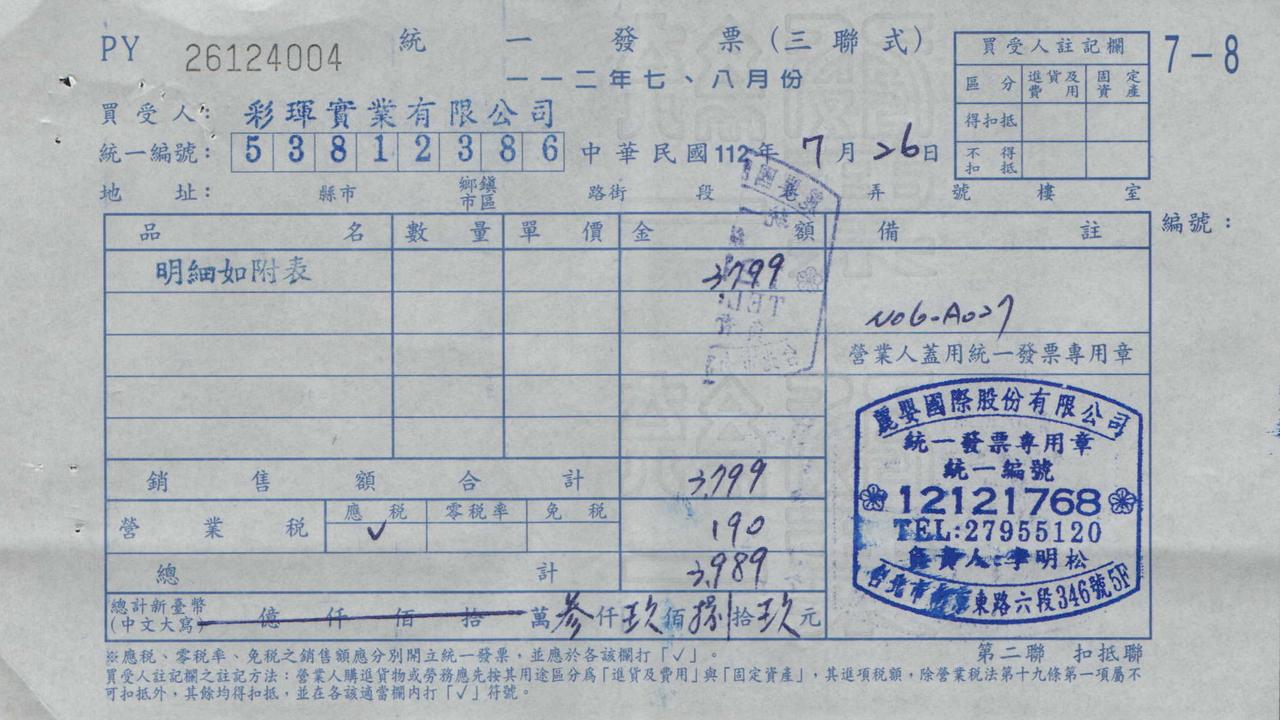 PY 26124004 統一發票(三聯式)
一一二年七、八月份
7-8
買受人註記欄
區分 進貨及費用 固定資產
得扣抵
不得扣抵
買受人: 彩琿實業有限公司
統一編號: 53812386 中華民國112年7月26日
地址: 縣市 鄉鎮市區 路街 段 巷 弄 號 樓 室
編號:
品名 數量 單價 金額 備註
明細如附表 3,799
N06-A027
營業人蓋用統一發票專用章
麗嬰國際股份有限公司
統一發票專用章
統一編號
12121768
TEL:27955120
負責人:李明松
台北市東路六段346號5F
銷售額合計 3,799
營業稅 應稅 零稅率 免稅
✓ 190
總計 3,989
總計新臺幣(中文大寫) 億仟佰拾萬參仟玖佰捌拾玖元
第二聯 扣抵聯
※應稅、零稅率、免稅之銷售額應分別開立統一發票,並應於各該欄打「✓」。
買受人註記欄之註記方法:營業人購進貨物或勞務應先按其用途區分為「進貨及費用」與「固定資產」,其進項稅額,除營業稅法第十九條第一項屬不
可扣抵外,其餘均得扣抵,並在各該適當欄內打「✓」符號。